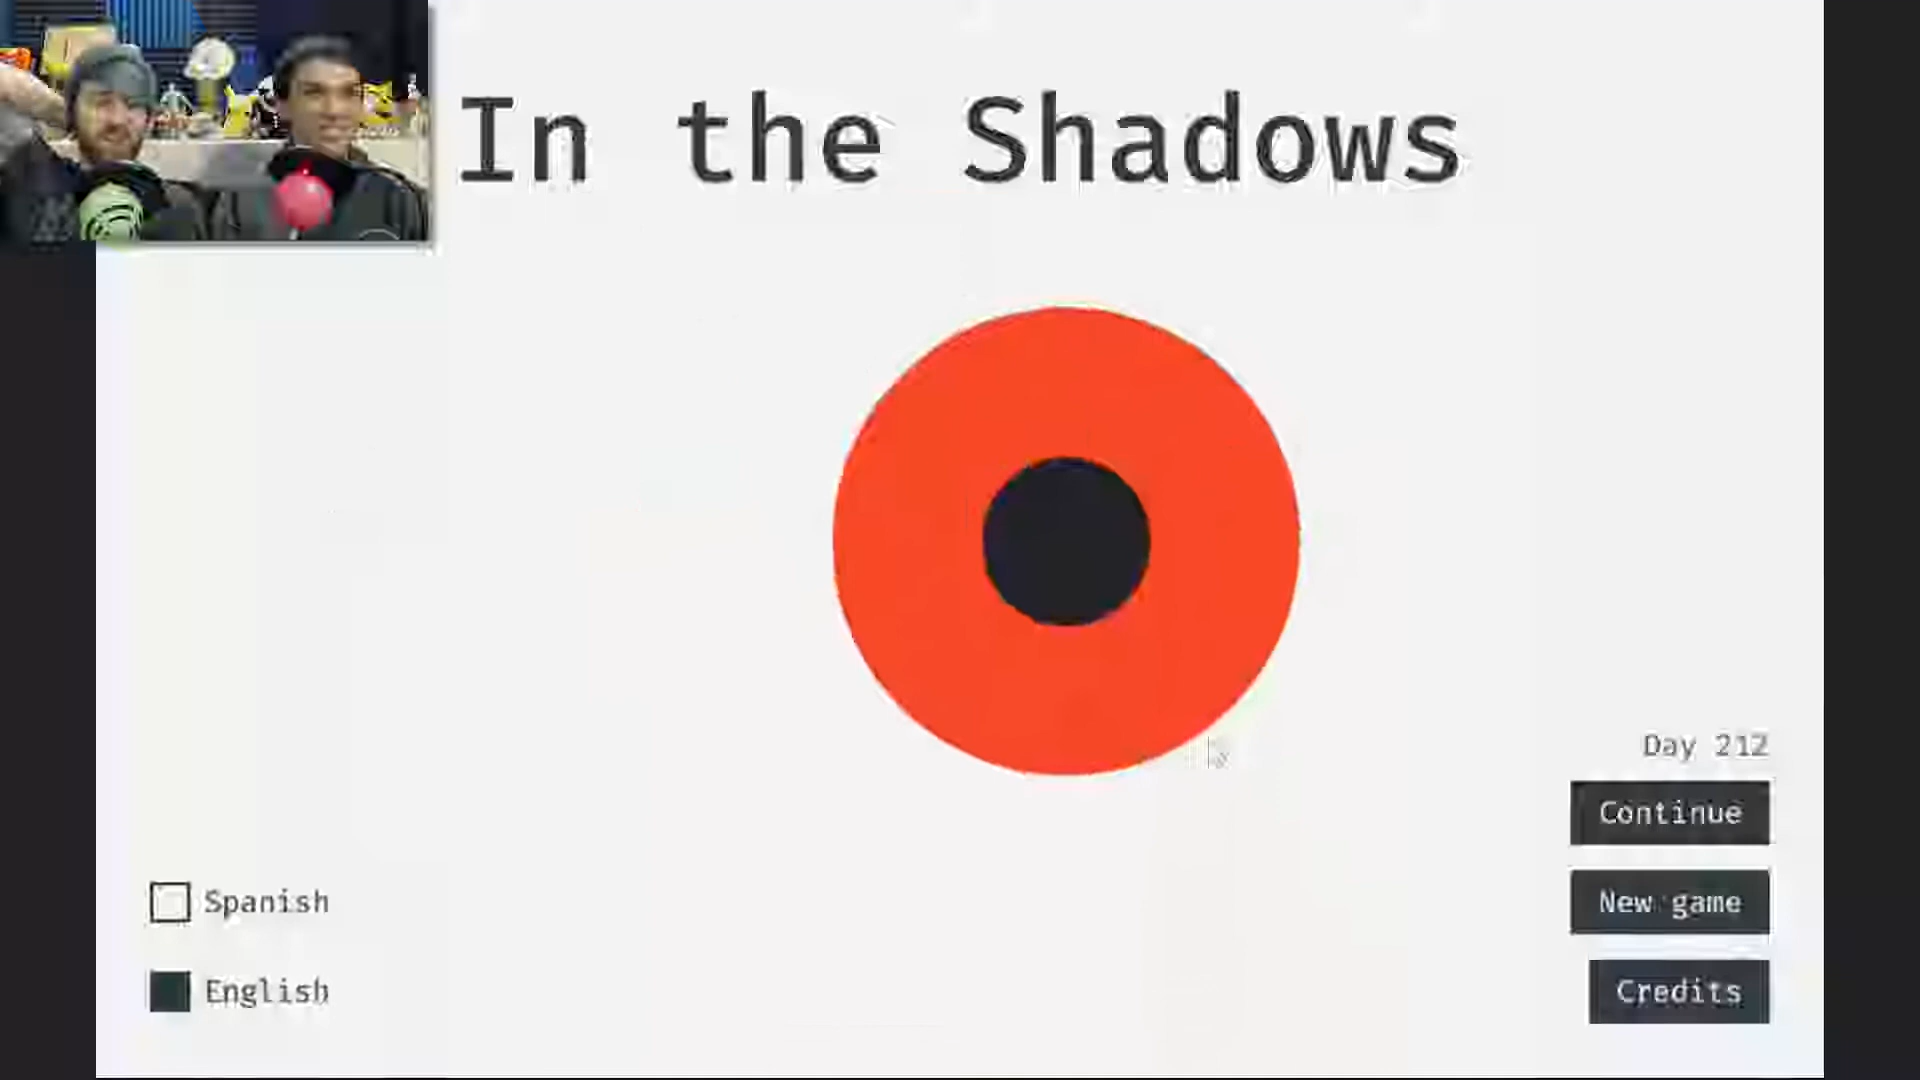 In the Shadows
Day 212
Continue
New game
Credits
Spanish
English